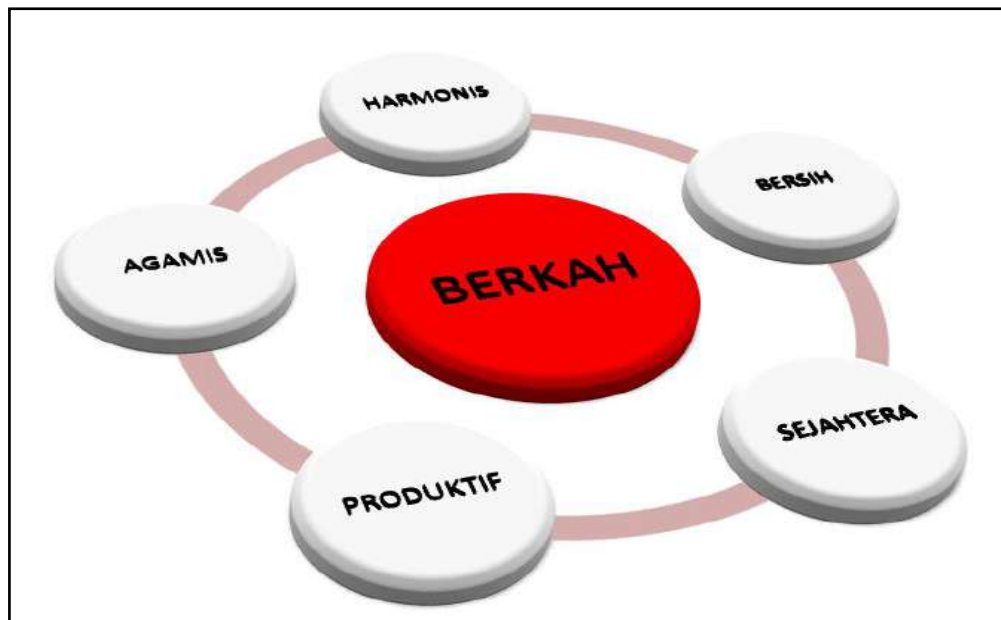 HARMONIS
BERSIH
AGAMIS
BERKAH
SEJAHTERA
PRODUKTIF